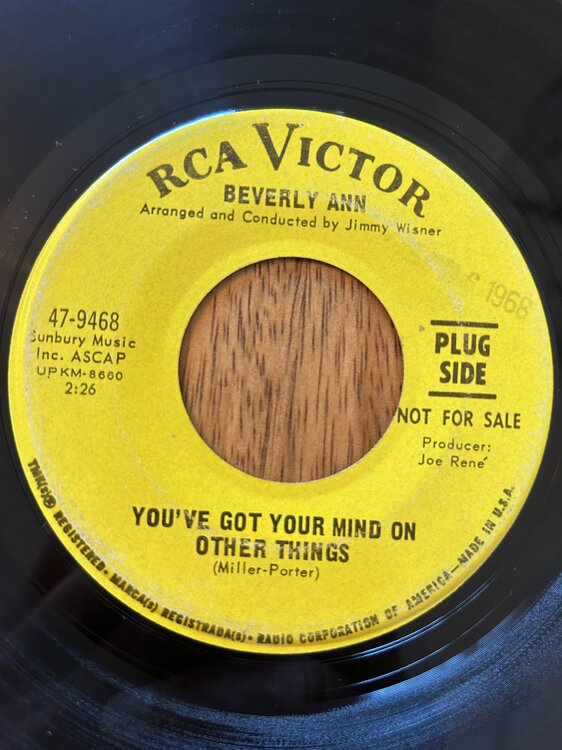 RCA VICTOR
BEVERLY ANN
Arranged and Conducted by Jimmy Wisner
1968
47-9468
Sunbury Music
Inc. ASCAP
UPKM-8660
2:26
PLUG
SIDE
NOT FOR SALE
Producer:
Joe René
YOU'VE GOT YOUR MIND ON
OTHER THINGS
(Miller-Porter)
TMK(s) ® REGISTERED • MARCA(S) REGISTRADA(S) • RADIO CORPORATION OF AMERICA—MADE IN U.S.A.